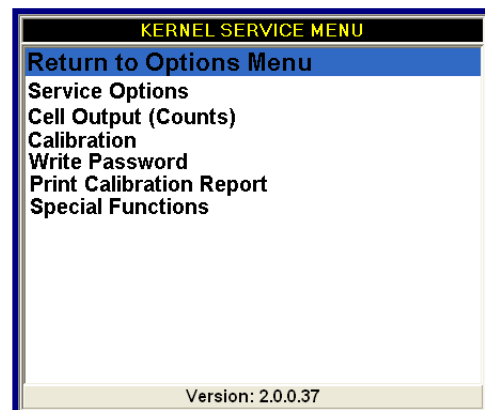 KERNEL SERVICE MENU
Return to Options Menu
Service Options
Cell Output (Counts)
Calibration
Write Password
Print Calibration Report
Special Functions
Version: 2.0.0.37